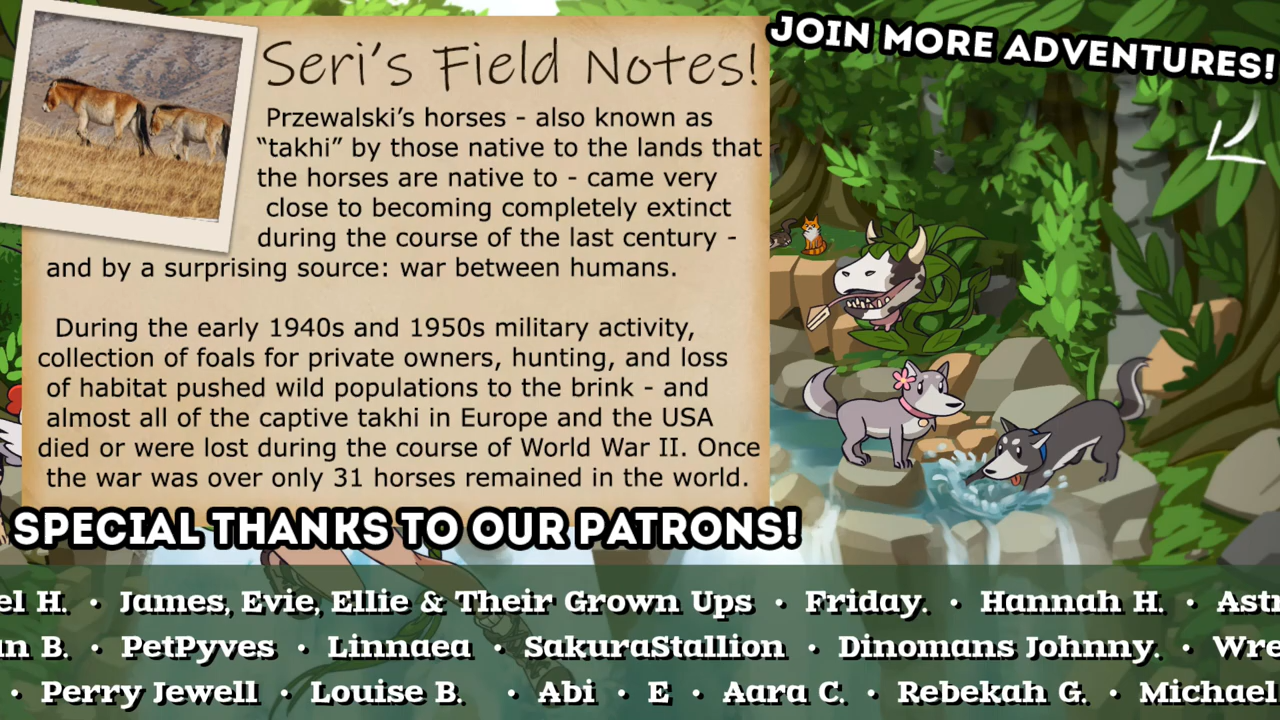 Seri's Field Notes!
JOIN MORE ADVENTURES!
Przewalski's horses - also known as
"takhi" by those native to the lands that
the horses are native to - came very
close to becoming completely extinct
during the course of the last century -
and by a surprising source: war between humans.
During the early 1940s and 1950s military activity,
collection of foals for private owners, hunting, and loss
of habitat pushed wild populations to the brink - and
almost all of the captive takhi in Europe and the USA
died or were lost during the course of World War II. Once
the war was over only 31 horses remained in the world.
SPECIAL THANKS TO OUR PATRONS!
el H. • James, Evie, Ellie & Their Grown Ups • Friday. • Hannah H. • Astr
an B. • PetPyves • Linnaea • SakuraStallion • Dinomans Johnny. • Wre
• Perry Jewell • Louise B. • Abi • E • Aara C. • Rebekah G. • Michael